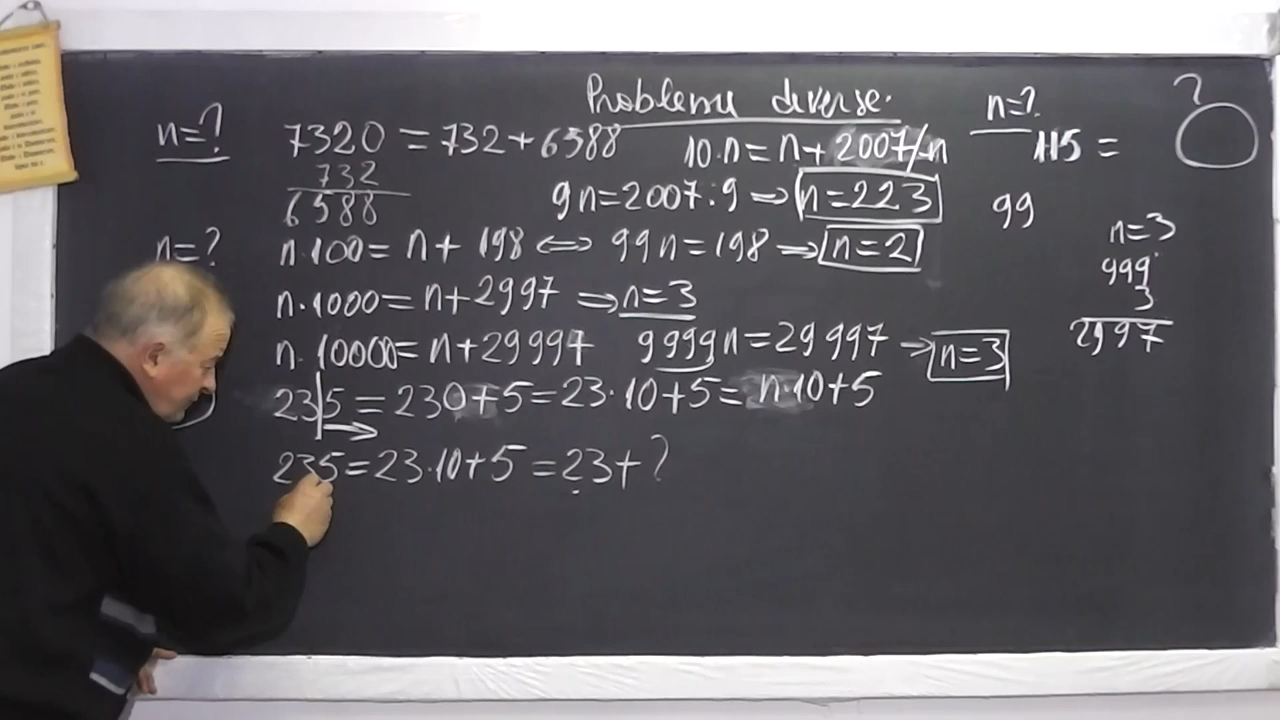 Probleme diverse.
n=? 7320 = 732+6588 10.n = n + 2007/-n n=? 115 = ?
732
6588 9n=2007:9 => n=223 99
n=? n·100= n + 198 <=> 99n=198 => n=2 n=3
n·1000= n+2997 => n=3 999
3
n·10000= n+29997 9999n=29997 -> n=3 2997
23|5 = 230+5=23·10+5= n·10+5
235=23·10+5 =23+?